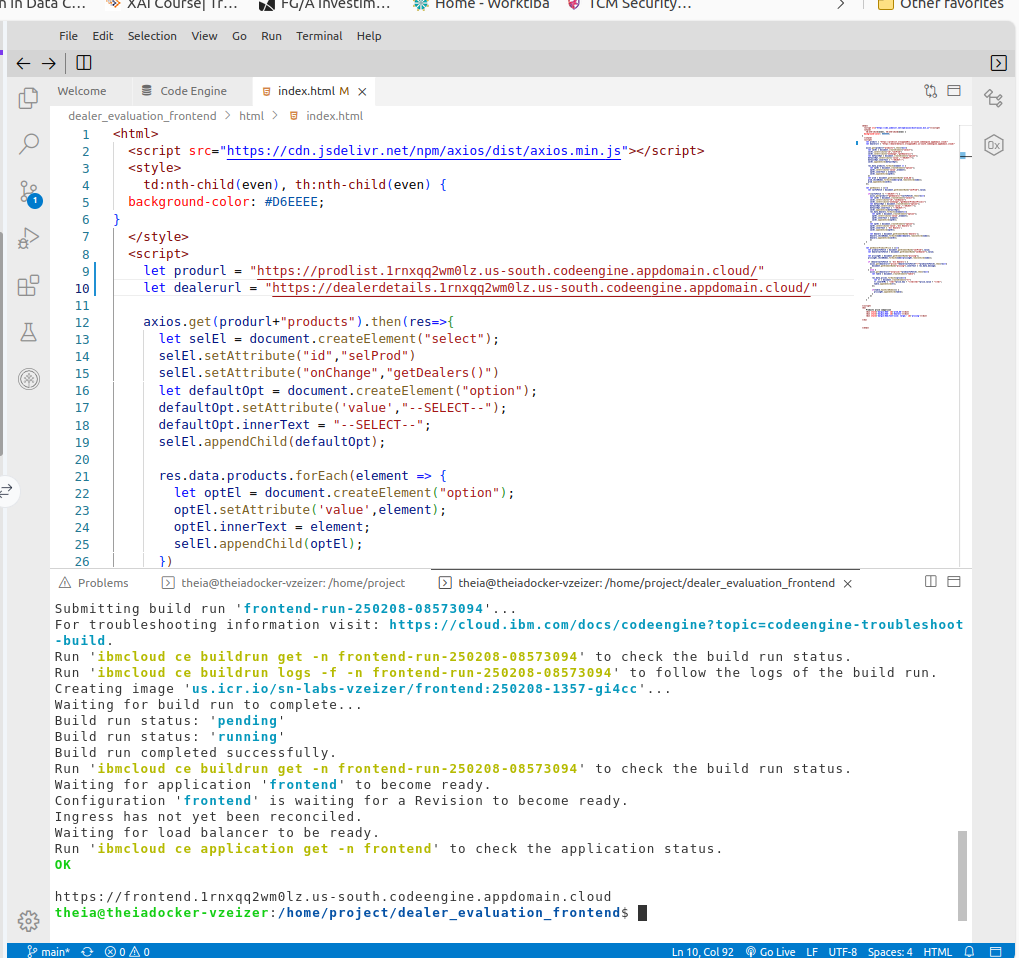 n in Data C... XAI Course| Tr... FG/A Investim... Home - Worktiba TCM Security... Other favorites
File Edit Selection View Go Run Terminal Help
Welcome Code Engine index.html M
dealer_evaluation_frontend > html > index.html
1 <html>
2 <script src="https://cdn.jsdelivr.net/npm/axios/dist/axios.min.js"></script>
3 <style>
4 td:nth-child(even), th:nth-child(even) {
5 background-color: #D6EEEE;
6 }
7 </style>
8 <script>
9 let produrl = "https://prodlist.1rnxqq2wm0lz.us-south.codeengine.appdomain.cloud/"
10 let dealerurl = "https://dealerdetails.1rnxqq2wm0lz.us-south.codeengine.appdomain.cloud/"
11
12 axios.get(produrl+"products").then(res=>{
13 let selEl = document.createElement("select");
14 selEl.setAttribute("id","selProd")
15 selEl.setAttribute("onChange","getDealers()")
16 let defaultOpt = document.createElement("option");
17 defaultOpt.setAttribute('value',"--SELECT--");
18 defaultOpt.innerText = "--SELECT--";
19 selEl.appendChild(defaultOpt);
20
21 res.data.products.forEach(element => {
22 let optEl = document.createElement("option");
23 optEl.setAttribute('value',element);
24 optEl.innerText = element;
25 selEl.appendChild(optEl);
26 })
1
Problems theia@theiadocker-vzeizer: /home/project theia@theiadocker-vzeizer: /home/project/dealer_evaluation_frontend
Submitting build run 'frontend-run-250208-08573094'...
For troubleshooting information visit: https://cloud.ibm.com/docs/codeengine?topic=codeengine-troubleshoot
-build.
Run 'ibmcloud ce buildrun get -n frontend-run-250208-08573094' to check the build run status.
Run 'ibmcloud ce buildrun logs -f -n frontend-run-250208-08573094' to follow the logs of the build run.
Creating image 'us.icr.io/sn-labs-vzeizer/frontend:250208-1357-gi4cc'...
Waiting for build run to complete...
Build run status: 'pending'
Build run status: 'running'
Build run completed successfully.
Run 'ibmcloud ce buildrun get -n frontend-run-250208-08573094' to check the build run status.
Waiting for application 'frontend' to become ready.
Configuration 'frontend' is waiting for a Revision to become ready.
Ingress has not yet been reconciled.
Waiting for load balancer to be ready.
Run 'ibmcloud ce application get -n frontend' to check the application status.
OK
https://frontend.1rnxqq2wm0lz.us-south.codeengine.appdomain.cloud
theia@theiadocker-vzeizer:/home/project/dealer_evaluation_frontend$
main* 0 0 Ln 10, Col 92 Go Live LF UTF-8 Spaces: 4 HTML